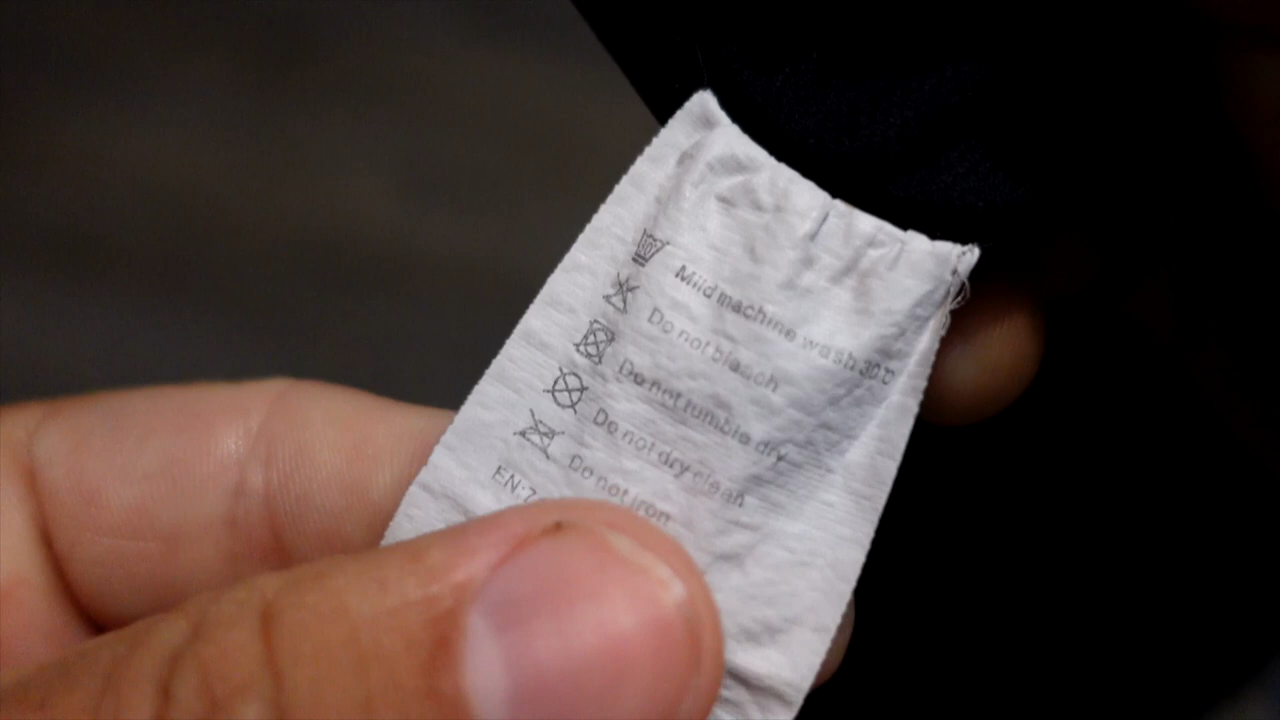 Mild machine wash 30℃
Do not bleach
Do not tumble dry
Do not dry clean
Do not iron
EN:7